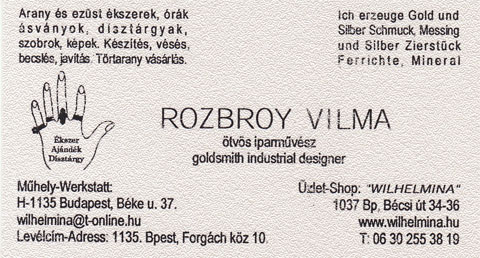 Arany és ezüst ékszerek, órák
ásványok, dísztárgyak,
szobrok, képek. Készítés, vésés,
becslés, javítás. Törtarany vásárlás.
Ich erzeuge Gold und
Silber Schmuck, Messing
und Silber Zierstück
Ferrichte, Mineral
Ékszer
Ajándék
Dísztárgy
ROZBROY VILMA
ötvös iparművész
goldsmith industrial designer
Műhely-Werkstatt:
H-1135 Budapest, Béke u. 37.
wilhelmina@t-online.hu
Levélcím-Adress: 1135. Bpest, Forgách köz 10.
Üzlet-Shop: "WILHELMINA"
1037 Bp, Bécsi út 34-36
www.wilhelmina.hu
T: 06 30 255 38 19